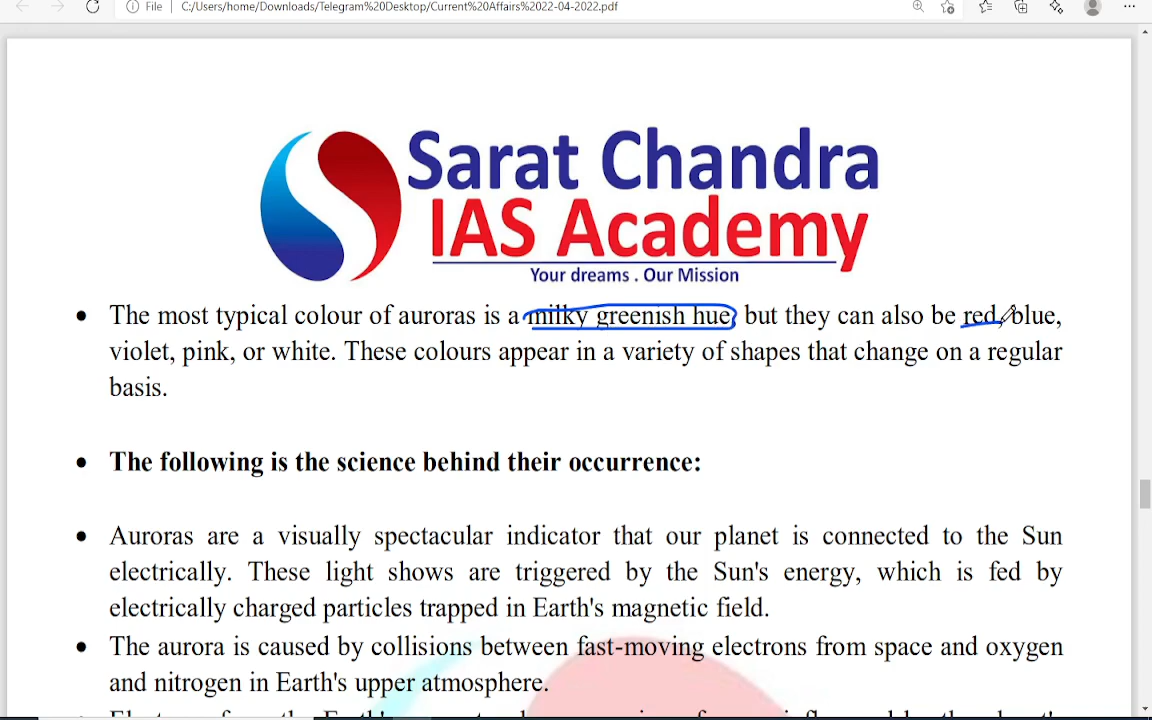 File | C:/Users/home/Downloads/Telegram%20Desktop/Current%20Affairs%2022-04-2022.pdf
Sarat Chandra
IAS Academy
Your dreams . Our Mission
• The most typical colour of auroras is a milky greenish hue, but they can also be red, blue,
violet, pink, or white. These colours appear in a variety of shapes that change on a regular
basis.
• The following is the science behind their occurrence:
• Auroras are a visually spectacular indicator that our planet is connected to the Sun
electrically. These light shows are triggered by the Sun's energy, which is fed by
electrically charged particles trapped in Earth's magnetic field.
• The aurora is caused by collisions between fast-moving electrons from space and oxygen
and nitrogen in Earth's upper atmosphere.